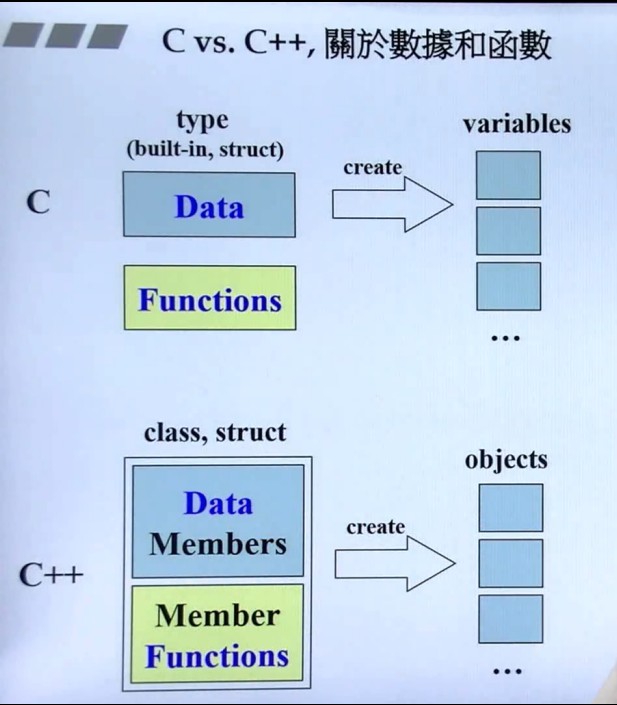 C vs. C++, 關於數據和函數
type
(built-in, struct)
variables
create
C
Data
Functions
...
class, struct
objects
Data
Members
create
C++
Member
Functions
...